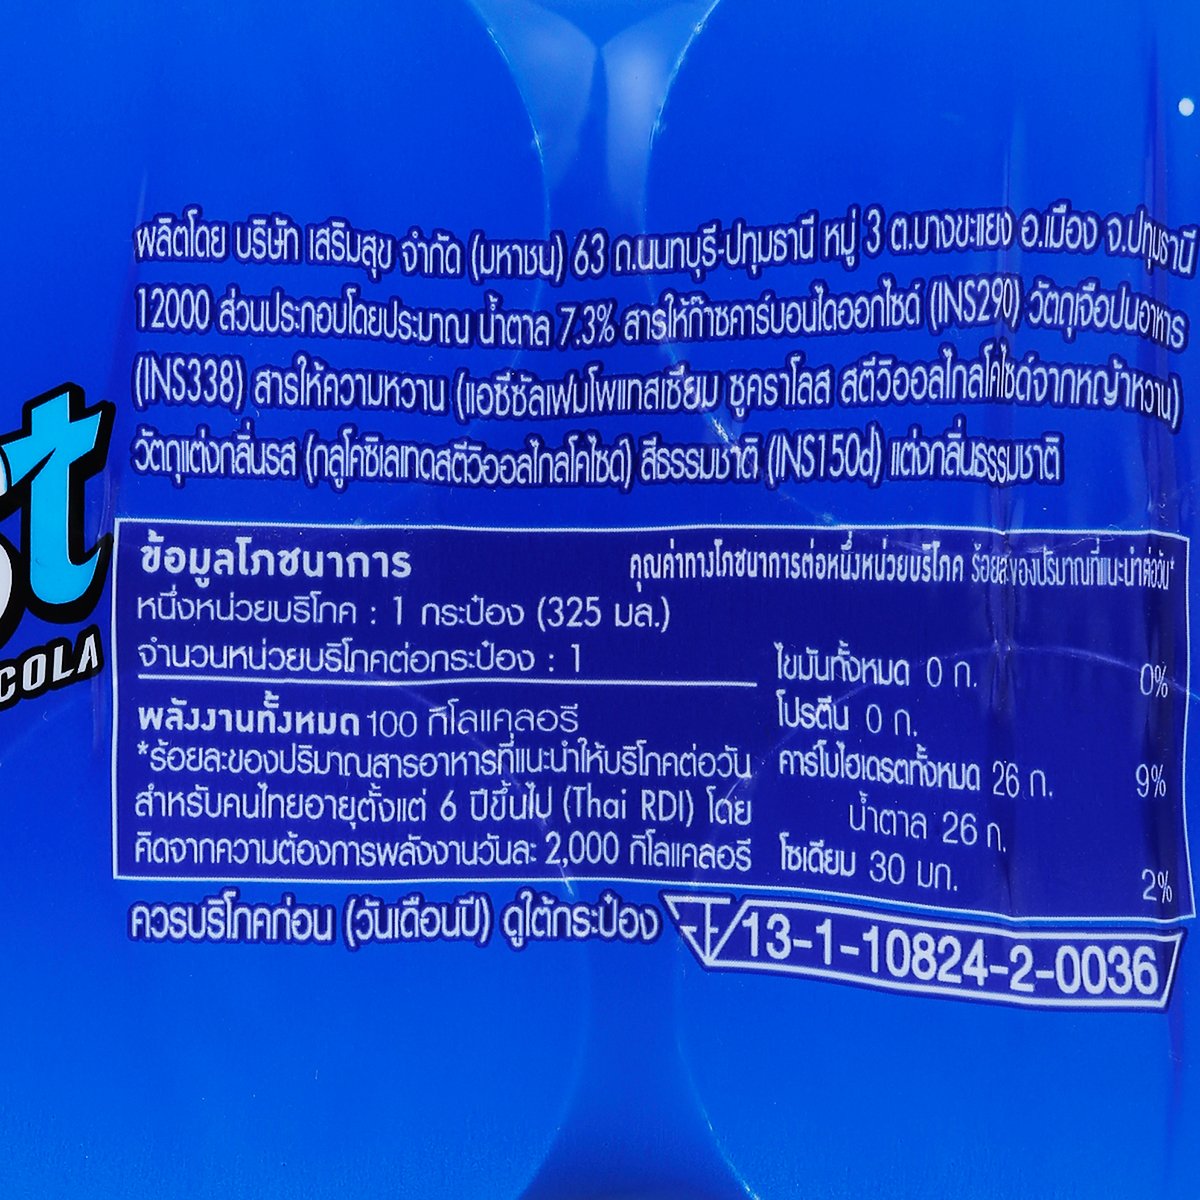 ผลิตโดย บริษัท เสริมสุข จำกัด (มหาชน) 63 ถ.นนทบุรี-ปทุมธานี หมู่ 3 ต.บางขะแยง อ.เมือง จ.ปทุมธานี
12000 ส่วนประกอบโดยประมาณ น้ำตาล 7.3% สารให้ก๊าซคาร์บอนไดออกไซด์ (INS290) วัตถุเจือปนอาหาร
(INS338) สารให้ความหวาน (แอซีซัลเฟมโพแทสเซียม ซูคราโลส สตีวิออลไกลโคไซด์จากหญ้าหวาน)
วัตถุแต่งกลิ่นรส (กลูโคซิเลเทดสตีวิออลไกลโคไซด์) สีธรรมชาติ (INS150d) แต่งกลิ่นธรรมชาติ
st
COLA
ข้อมูลโภชนาการ
หนึ่งหน่วยบริโภค : 1 กระป๋อง (325 มล.)
จำนวนหน่วยบริโภคต่อกระป๋อง : 1
พลังงานทั้งหมด 100 กิโลแคลอรี
*ร้อยละของปริมาณสารอาหารที่แนะนำให้บริโภคต่อวัน
สำหรับคนไทยอายุตั้งแต่ 6 ปีขึ้นไป (Thai RDI) โดย
คิดจากความต้องการพลังงานวันละ 2,000 กิโลแคลอรี
คุณค่าทางโภชนาการต่อหนึ่งหน่วยบริโภค ร้อยละของปริมาณที่แนะนำต่อวัน*
ไขมันทั้งหมด 0 ก. 0%
โปรตีน 0 ก.
คาร์โบไฮเดรตทั้งหมด 26 ก. 9%
น้ำตาล 26 ก.
โซเดียม 30 มก. 2%
ควรบริโภคก่อน (วันเดือนปี) ดูใต้กระป๋อง
13-1-10824-2-0036